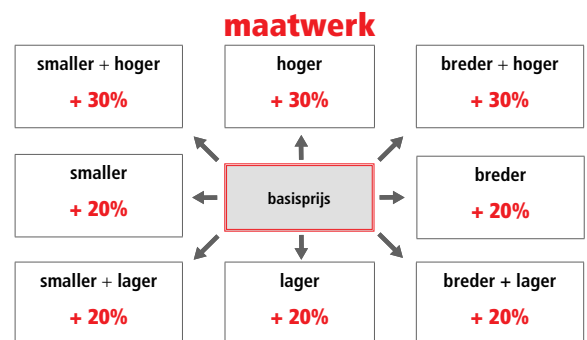 maatwerk
smaller + hoger
+ 30%
hoger
+ 30%
breder + hoger
+ 30%
smaller
+ 20%
basisprijs
breder
+ 20%
smaller + lager
+ 20%
lager
+ 20%
breder + lager
+ 20%